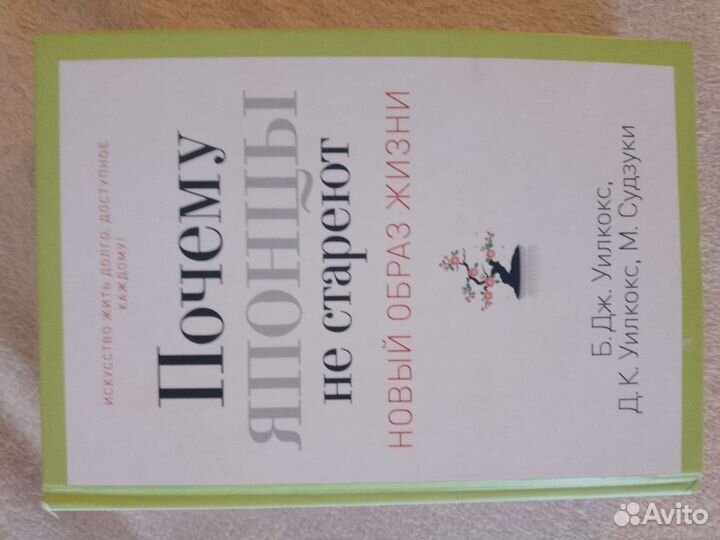 ИСКУССТВО ЖИТЬ ДОЛГО, ДОСТУПНОЕ
КАЖДОМУ!
Почему
ЯПОНЦЫ
не стареют
НОВЫЙ ОБРАЗ ЖИЗНИ
Б. Дж. Уилкокс,
Д. К. Уилкокс, М. Судзуки
Avito